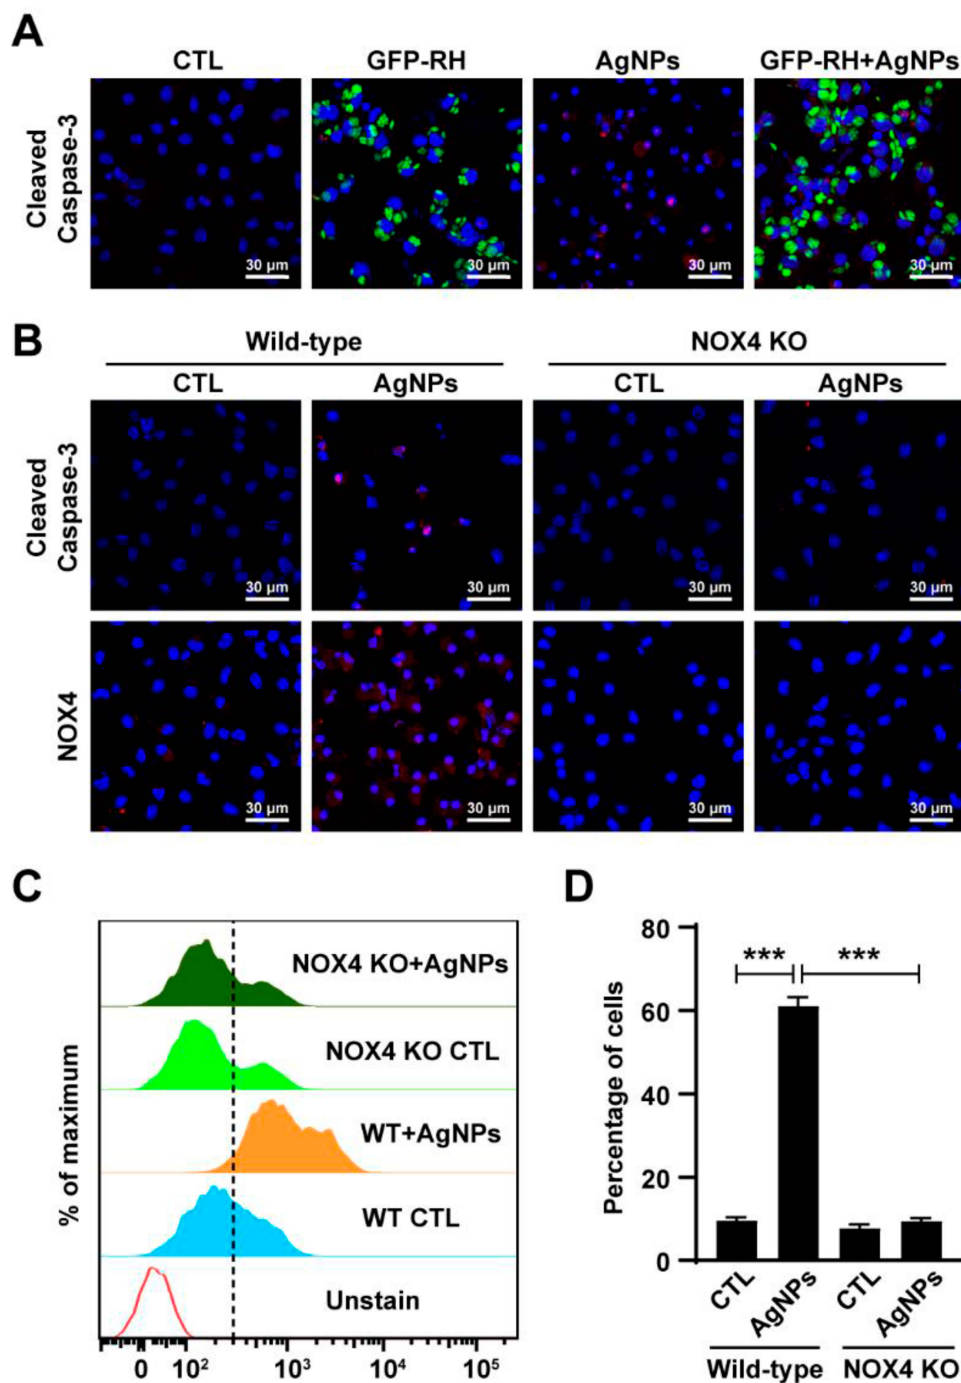 A
CTL GFP-RH AgNPs GFP-RH+AgNPs
Cleaved
Caspase-3
30 µm 30 µm 30 µm 30 µm
B
Wild-type NOX4 KO
CTL AgNPs CTL AgNPs
Cleaved
Caspase-3
30 µm 30 µm 30 µm 30 µm
NOX4
30 µm 30 µm 30 µm 30 µm
C
% of maximum
NOX4 KO+AgNPs
NOX4 KO CTL
WT+AgNPs
WT CTL
Unstain
0 10² 10³ 10⁴ 10⁵
D
Percentage of cells
80
60
40
20
0
*** ***
CTL AgNPs CTL AgNPs
Wild-type NOX4 KO